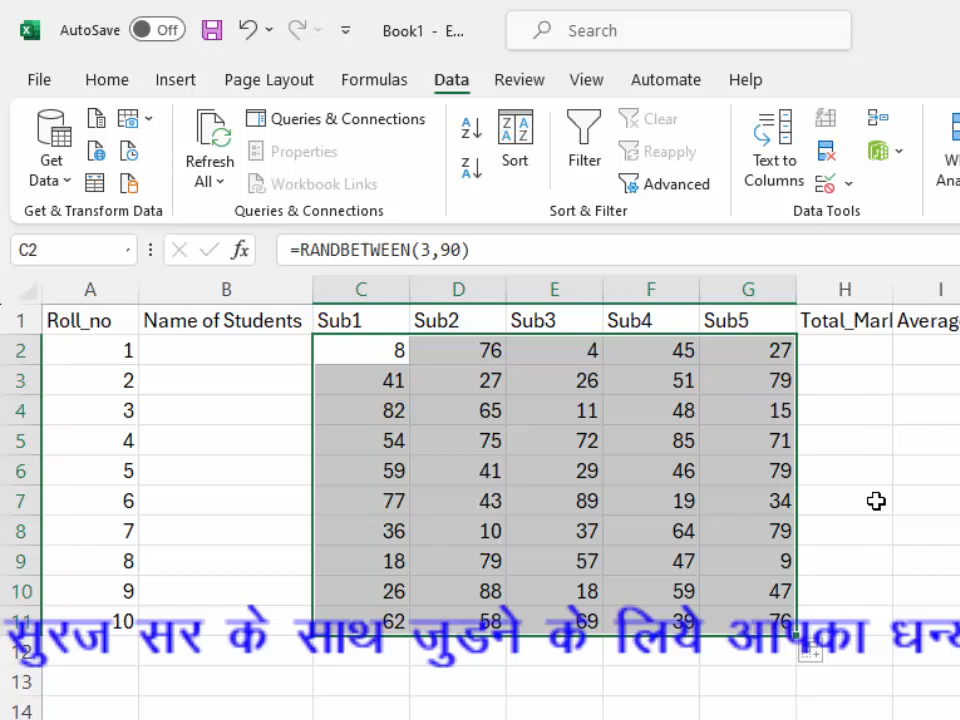 AutoSave Off Book1 - E... Search
File Home Insert Page Layout Formulas Data Review View Automate Help
Get Data Refresh All Queries & Connections Properties Workbook Links Sort Filter Clear Reapply Advanced Text to Columns
Get & Transform Data Queries & Connections Sort & Filter Data Tools
C2 fx =RANDBETWEEN(3,90)
A B C D E F G H I
1 Roll_no Name of Students Sub1 Sub2 Sub3 Sub4 Sub5 Total_Mar Average
2 1 8 76 4 45 27
3 2 41 27 26 51 79
4 3 82 65 11 48 15
5 4 54 75 72 85 71
6 5 59 41 29 46 79
7 6 77 43 89 19 34
8 7 36 10 37 64 79
9 8 18 79 57 47 9
10 9 26 88 18 59 47
11 10 62 58 69 39 76
सुरज सर के साथ जुडने के लिये आपका
12
13
14